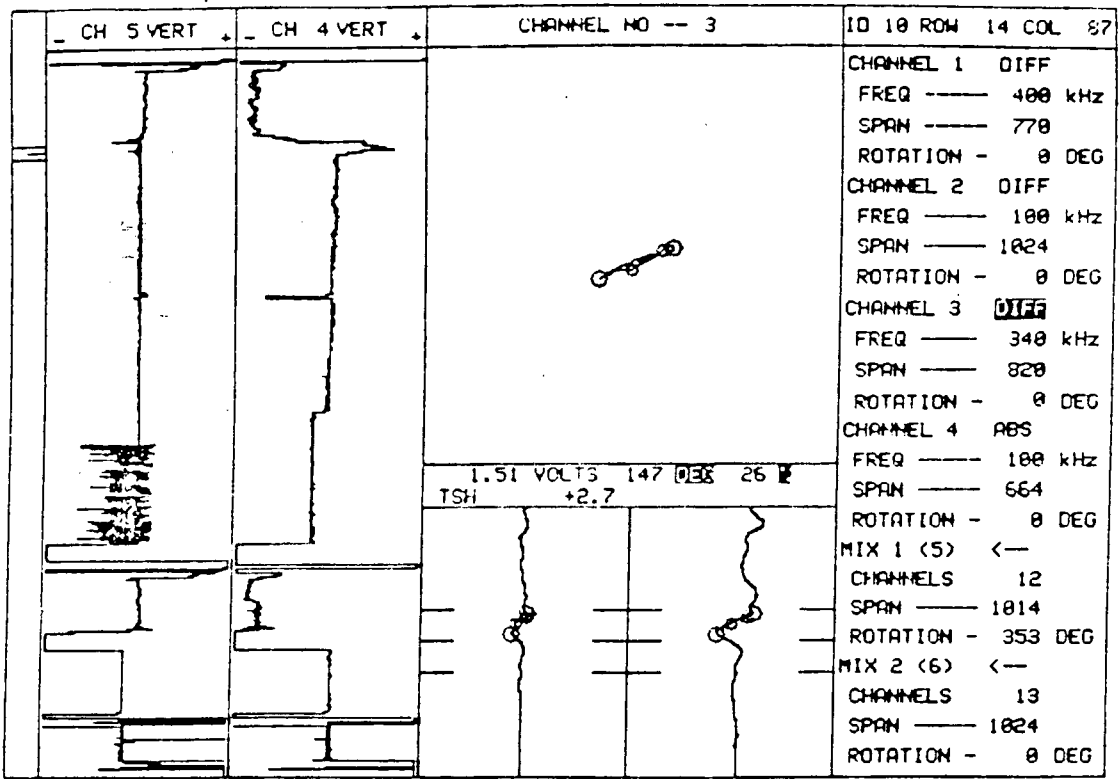 - CH 5 VERT +
- CH 4 VERT +
CHANNEL NO -- 3
ID 10 ROW 14 COL 87
CHANNEL 1 DIFF
FREQ ---- 400 kHz
SPAN ---- 770
ROTATION - 0 DEG
CHANNEL 2 DIFF
FREQ ---- 100 kHz
SPAN ---- 1024
ROTATION - 0 DEG
CHANNEL 3 DIFF
FREQ ---- 340 kHz
SPAN ---- 820
ROTATION - 0 DEG
CHANNEL 4 ABS
FREQ ---- 100 kHz
SPAN ---- 664
ROTATION - 0 DEG
MIX 1 (5) <--
CHANNELS 12
SPAN ---- 1014
ROTATION - 353 DEG
MIX 2 (6) <--
CHANNELS 13
SPAN ---- 1024
ROTATION - 0 DEG
1.51 VOLTS 147 DEG 26
TSH +2.7